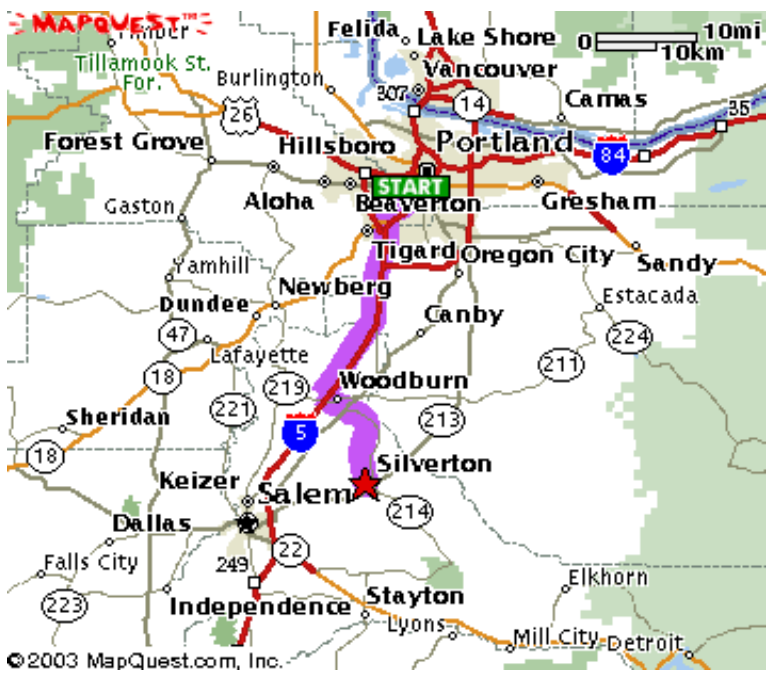 MAPQUEST™
Timber
Felida
Lake Shore
0 10mi
10km
Tillamook St.
For.
Burlington
Vancouver
307
14
Camas
35
26
Forest Grove
Hillsboro
Portland
84
START
Aloha
Beaverton
Gresham
Gaston
Tigard
Oregon City
Sandy
Yamhill
Newberg
Estacada
Dundee
Canby
47
224
Lafayette
211
18
219
Woodburn
221
213
Sheridan
5
18
Silverton
Keizer
Salem
214
Dallas
22
Falls City
249
Elkhorn
223
Independence
Stayton
Lyons
Mill City
Detroit
©2003 MapQuest.com, Inc.